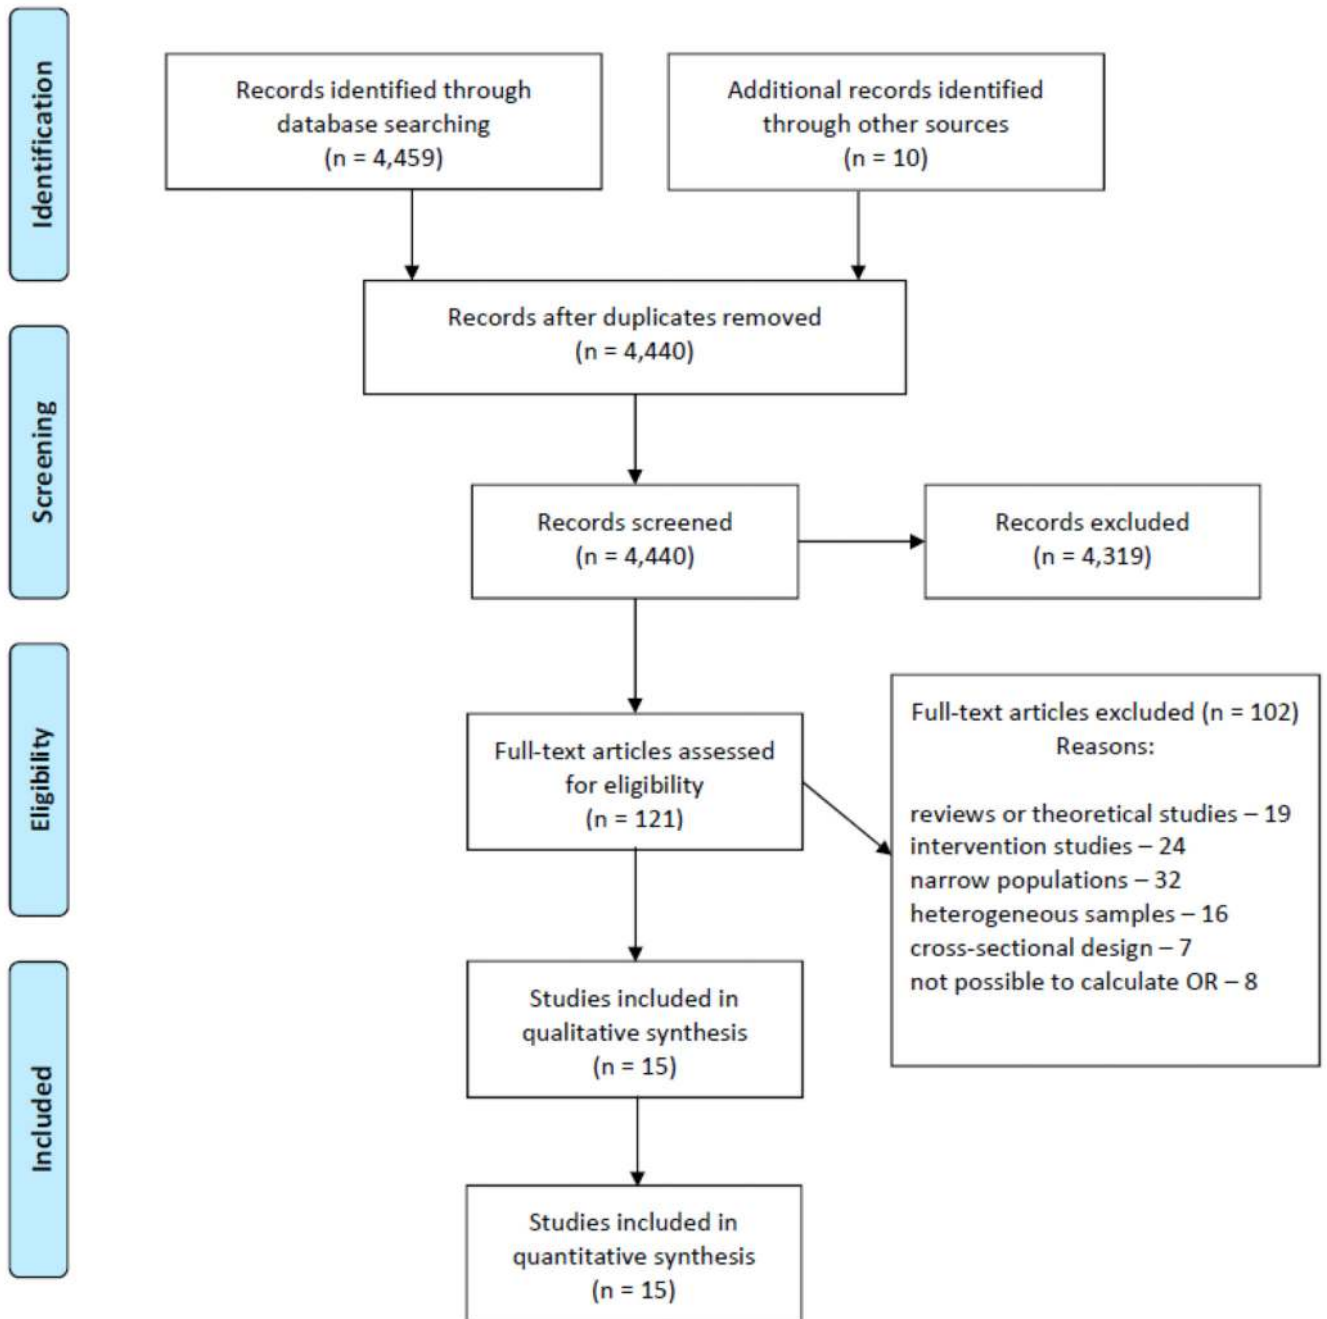 Identification
Records identified through
database searching
(n = 4,459)
Additional records identified
through other sources
(n = 10)
Records after duplicates removed
(n = 4,440)
Screening
Records screened
(n = 4,440)
Records excluded
(n = 4,319)
Eligibility
Full-text articles assessed
for eligibility
(n = 121)
Full-text articles excluded (n = 102)
Reasons:
reviews or theoretical studies – 19
intervention studies – 24
narrow populations – 32
heterogeneous samples – 16
cross-sectional design – 7
not possible to calculate OR – 8
Included
Studies included in
qualitative synthesis
(n = 15)
Studies included in
quantitative synthesis
(n = 15)